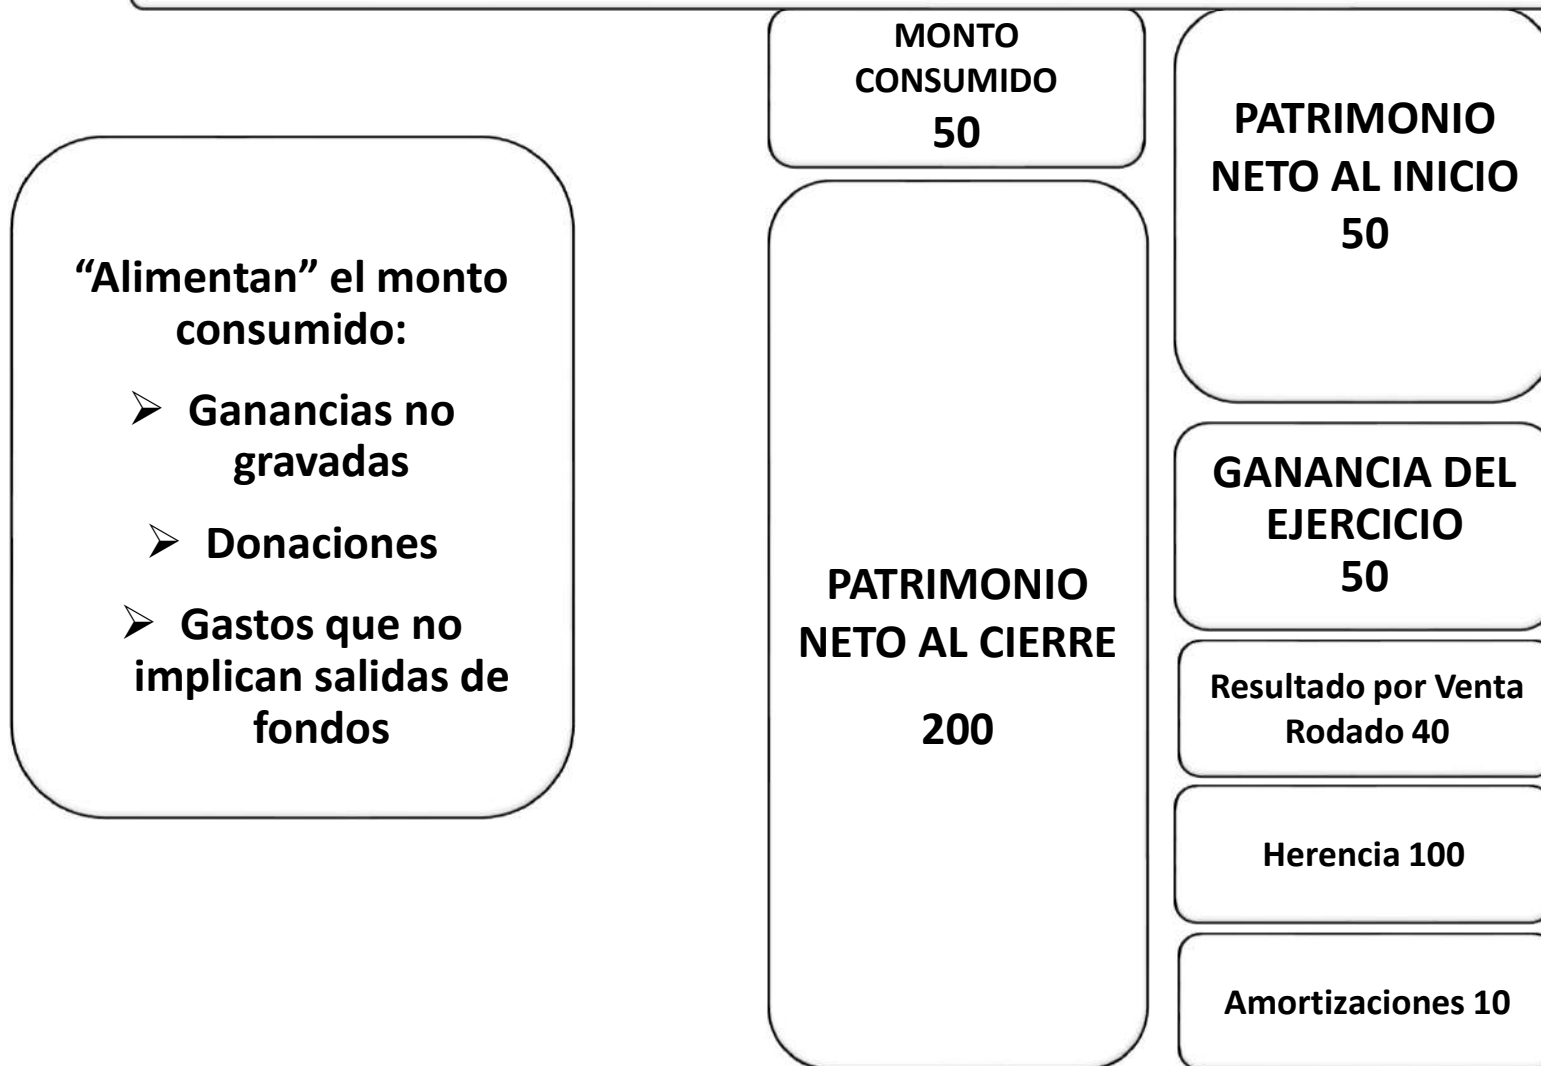 “Alimentan” el monto
consumido:
➢ Ganancias no
gravadas
➢ Donaciones
➢ Gastos que no
implican salidas de
fondos
MONTO
CONSUMIDO
50
PATRIMONIO
NETO AL CIERRE
200
PATRIMONIO
NETO AL INICIO
50
GANANCIA DEL
EJERCICIO
50
Resultado por Venta
Rodado 40
Herencia 100
Amortizaciones 10